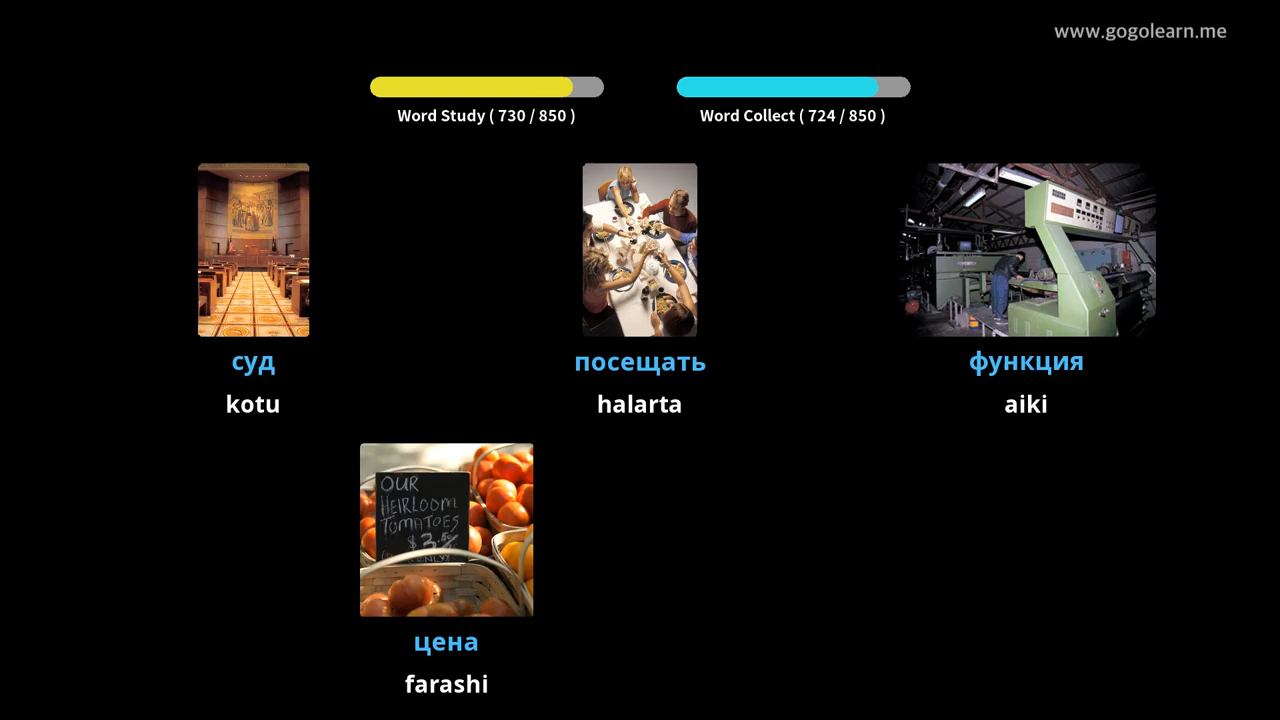 www.gogolearn.me
Word Study ( 730 / 850 )
Word Collect ( 724 / 850 )
суд
посещать
функция
kotu
halarta
aiki
OUR
HEIRLOOM
TOMATOES
цена
farashi